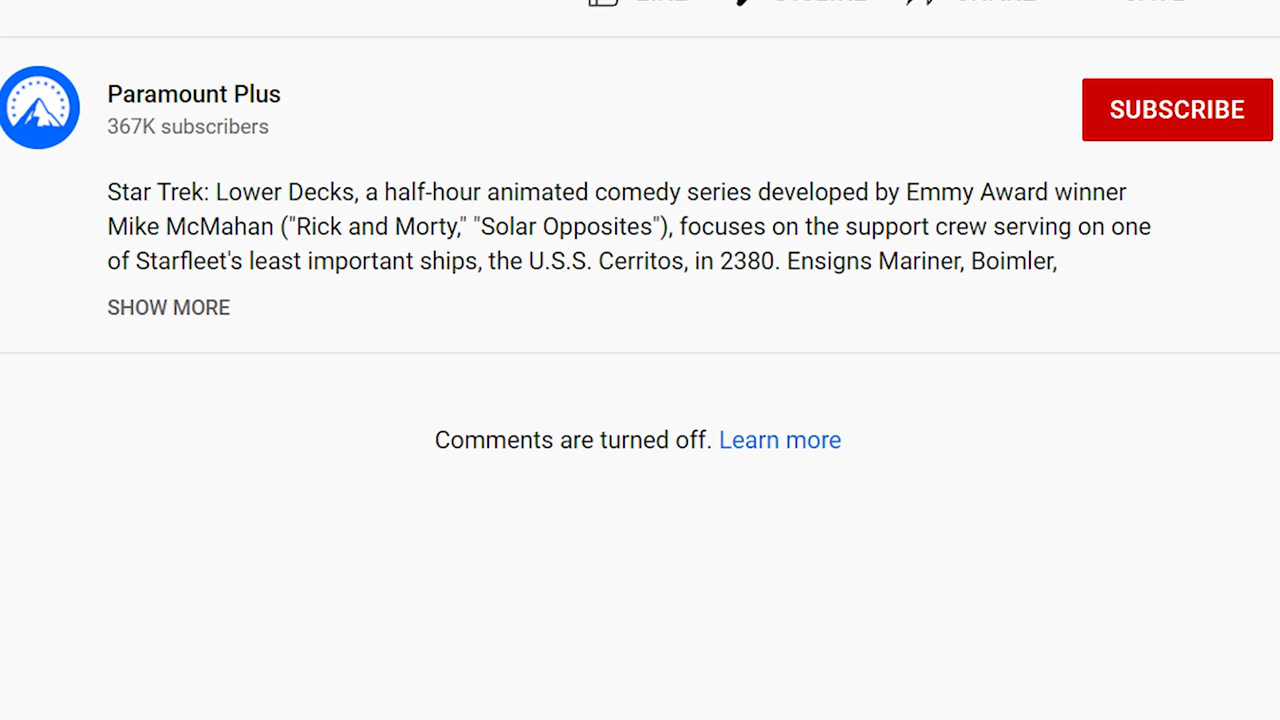 Paramount Plus
367K subscribers
SUBSCRIBE
Star Trek: Lower Decks, a half-hour animated comedy series developed by Emmy Award winner
Mike McMahan ("Rick and Morty," "Solar Opposites"), focuses on the support crew serving on one
of Starfleet's least important ships, the U.S.S. Cerritos, in 2380. Ensigns Mariner, Boimler,
SHOW MORE
Comments are turned off. Learn more